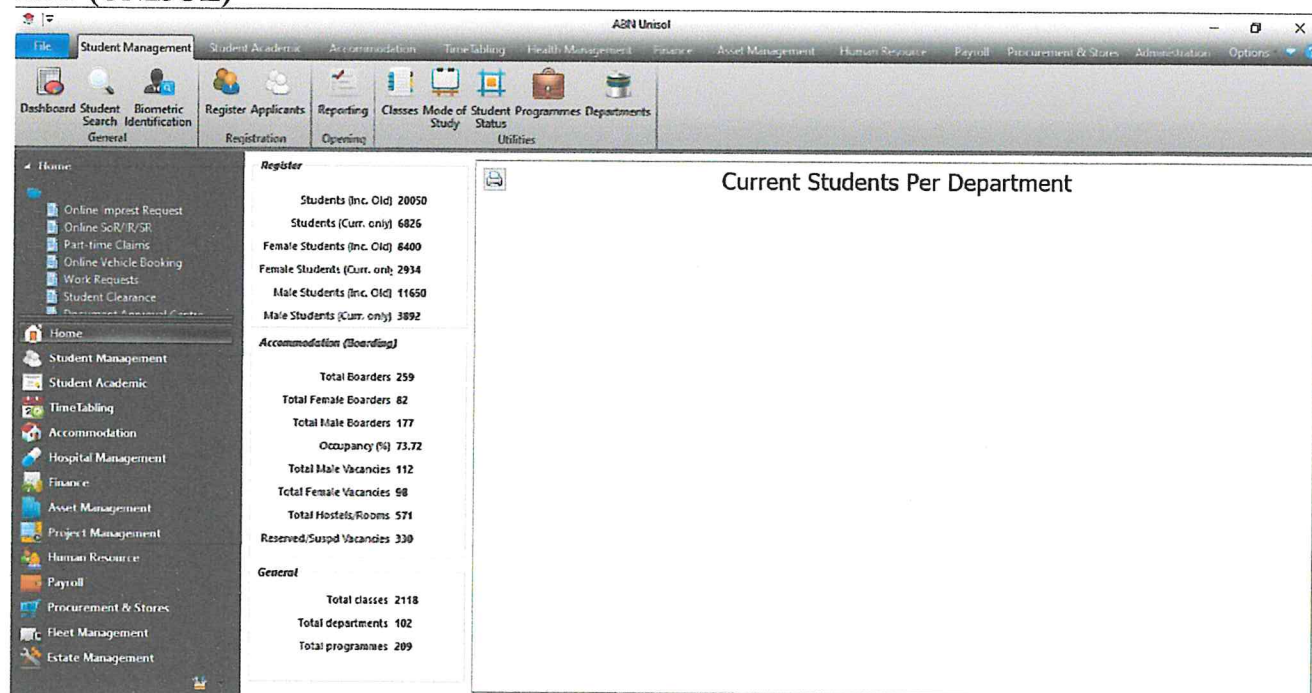 ABN Unisol
File Student Management Student Academic Accommodation TimeTabling Health Management Finance Asset Management Human Resource Payroll Procurement & Stores Administration Options
Dashboard Student Search Biometric Identification Register Applicants Reporting Classes Mode of Study Student Status Programmes Departments
General Registration Opening Utilities
Home
Online Imprest Request
Online SoR/IR/SR
Part-time Claims
Online Vehicle Booking
Work Requests
Student Clearance
Document Approval Centre
Home
Student Management
Student Academic
TimeTabling
Accommodation
Hospital Management
Finance
Asset Management
Project Management
Human Resource
Payroll
Procurement & Stores
Fleet Management
Estate Management
Register
Students (Inc. Old) 20050
Students (Curr. only) 6826
Female Students (Inc. Old) 8400
Female Students (Curr. only 2934
Male Students (Inc. Old) 11650
Male Students (Curr. only) 3892
Accommodation (Boarding)
Total Boarders 259
Total Female Boarders 82
Total Male Boarders 177
Occupancy (%) 73.72
Total Male Vacancies 112
Total Female Vacancies 98
Total Hostels/Rooms 571
Reserved/Suspd Vacancies 330
General
Total classes 2118
Total departments 102
Total programmes 209
Current Students Per Department